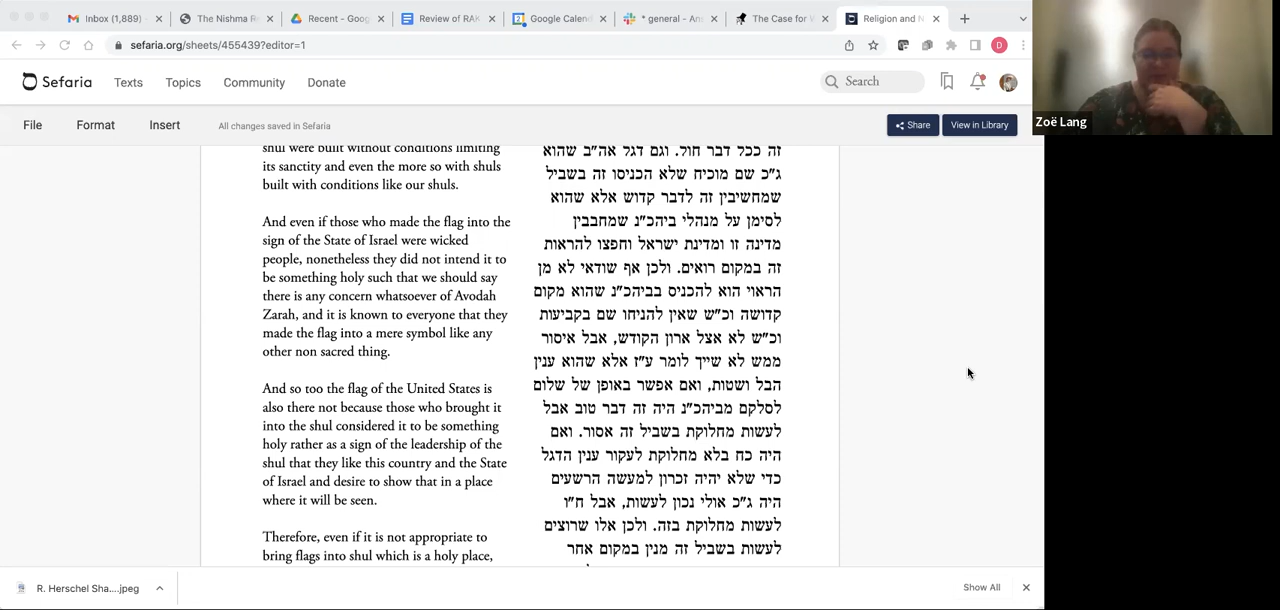 Inbox (1,889)
The Nishma R
Recent - Goo
Review of RAK
Google Calen
* general - An
The Case for
Religion and N
sefaria.org/sheets/455439?editor=1
D
Sefaria
Texts
Topics
Community
Donate
Search
File
Format
Insert
All changes saved in Sefaria
Share
View in Library
Zoë Lang
shul were built without conditions limiting
its sanctity and even the more so with shuls
built with conditions like our shuls.
And even if those who made the flag into the
sign of the State of Israel were wicked
people, nonetheless they did not intend it to
be something holy such that we should say
there is any concern whatsoever of Avodah
Zarah, and it is known to everyone that they
made the flag into a mere symbol like any
other non sacred thing.
And so too the flag of the United States is
also there not because those who brought it
into the shul considered it to be something
holy rather as a sign of the leadership of the
shul that they like this country and the State
of Israel and desire to show that in a place
where it will be seen.
Therefore, even if it is not appropriate to
bring flags into shul which is a holy place,
זה ככל דבר חול. וגם דגל אה"ב שהוא
ג"כ שם מוכיח שלא הכניסו זה בשביל
שמחשיבין זה לדבר קדוש אלא שהוא
לסימן על מנהלי ביהכ"נ שמחבבין
מדינה זו ומדינת ישראל וחפצו להראות
זה במקום רואים. ולכן אף שודאי לא מן
הראוי הוא להכניס בביהכ"נ שהוא מקום
קדושה וכ"ש שאין להניחו שם בקביעות
וכ"ש לא אצל ארון הקודש, אבל איסור
ממש לא שייך לומר ע"ז אלא שהוא ענין
הבל ושטות, ואם אפשר באופן של שלום
לסלקם מביהכ"נ היה זה דבר טוב אבל
לעשות מחלוקת בשביל זה אסור. ואם
היה כח בלא מחלוקת לעקור ענין הדגל
כדי שלא יהיה זכרון למעשה הרשעים
היה ג"כ אולי נכון לעשות, אבל ח"ו
לעשות מחלוקת בזה. ולכן אלו שרוצים
לעשות בשביל זה מנין במקום אחר
R. Herschel Sha....jpeg
Show All